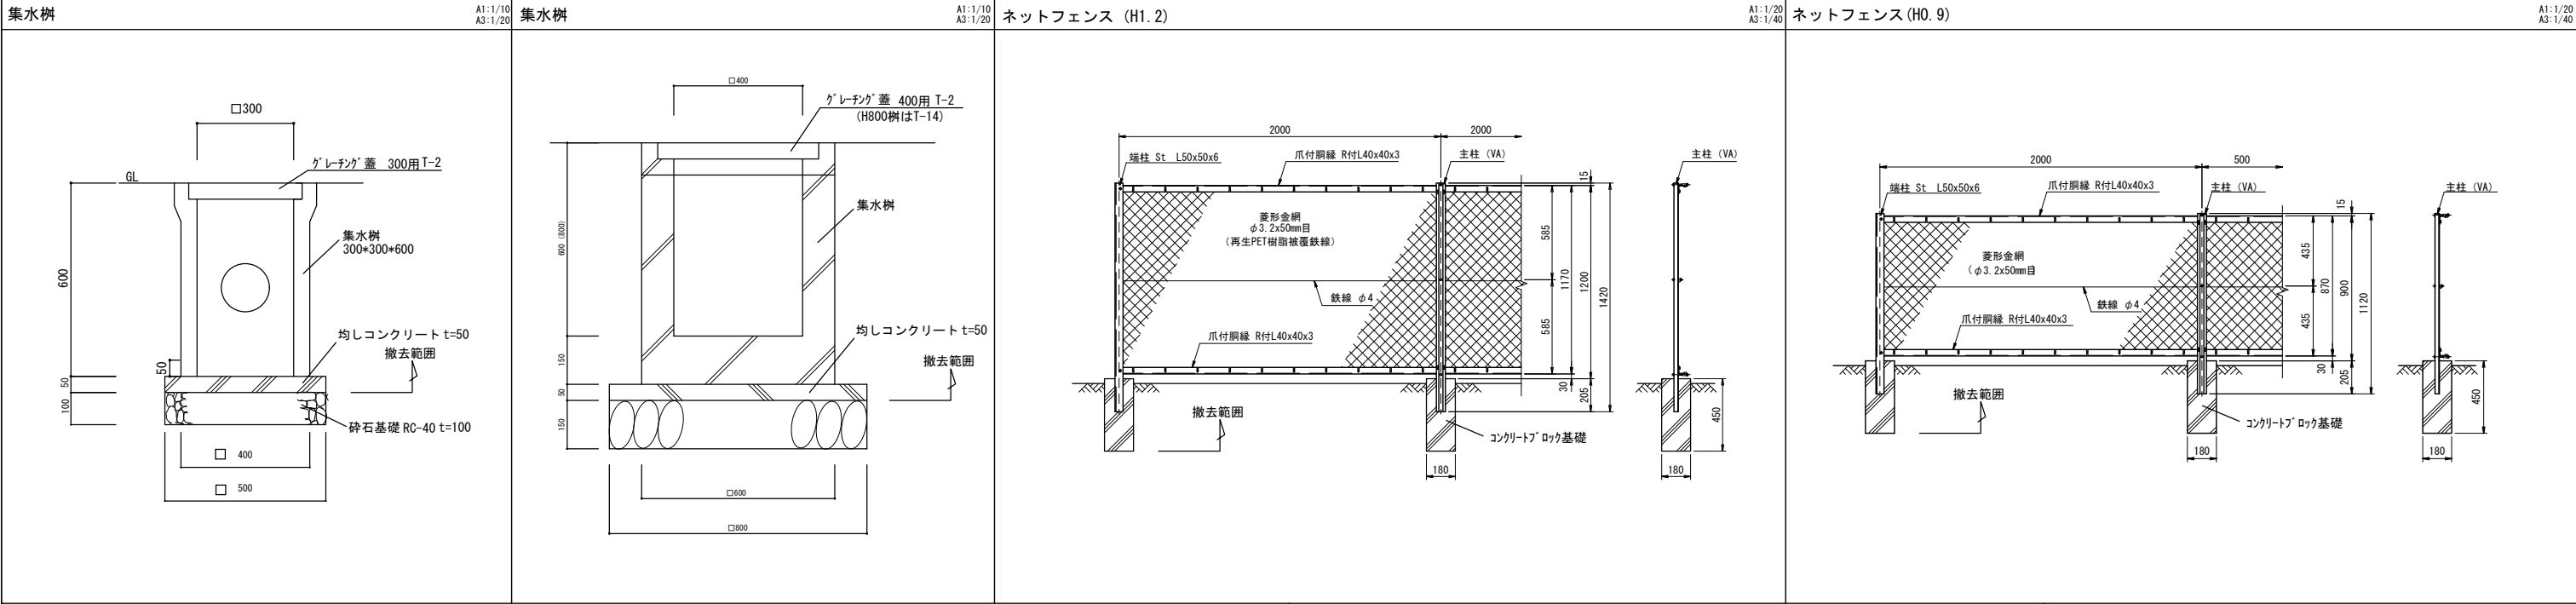 集水桝
A1:1/10
A3:1/20
□300
ｸﾞﾚｰﾁﾝｸﾞ蓋 300用 T-2
GL
集水桝
300*300*600
600
均しコンクリート t=50
撤去範囲
50
50
100
砕石基礎 RC-40 t=100
□ 400
□ 500
集水桝
A1:1/10
A3:1/20
□400
ｸﾞﾚｰﾁﾝｸﾞ蓋 400用 T-2
(H800桝はT-14)
600 (800)
集水桝
均しコンクリート t=50
撤去範囲
150
50
150
□600
□800
ネットフェンス (H1.2)
A1:1/20
A3:1/40
2000
2000
端柱 St L50x50x6
爪付胴縁 R付L40x40x3
主柱 (VA)
主柱 (VA)
15
菱形金網
φ3.2x50mm目
(再生PET樹脂被覆鉄線)
585
1170
1200
1420
鉄線 φ4
585
爪付胴縁 R付L40x40x3
30
205
450
撤去範囲
ｺﾝｸﾘｰﾄﾌﾞﾛｯｸ基礎
180
180
ネットフェンス(H0.9)
A1:1/20
A3:1/40
2000
500
端柱 St L50x50x6
爪付胴縁 R付L40x40x3
主柱 (VA)
主柱 (VA)
15
菱形金網
(φ3.2x50mm目
435
870
900
1120
鉄線 φ4
435
爪付胴縁 R付L40x40x3
30
205
450
撤去範囲
ｺﾝｸﾘｰﾄﾌﾞﾛｯｸ基礎
180
180